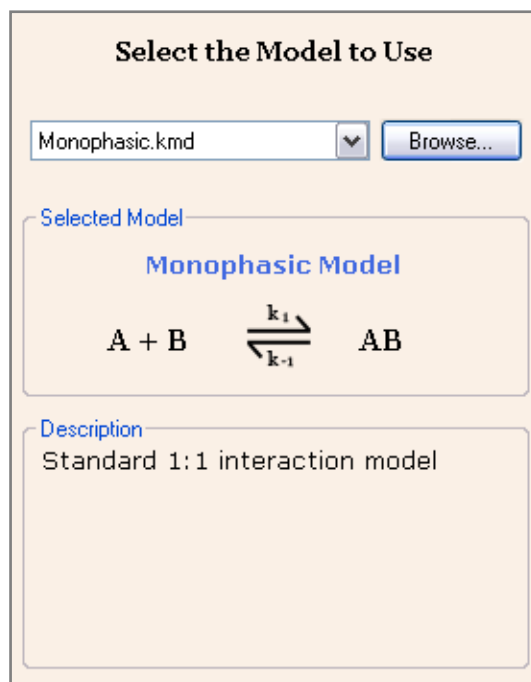 Select the Model to Use
Monophasic.kmd Browse...
Selected Model
Monophasic Model
k₁
A + B ⇌ AB
k₋₁
Description
Standard 1:1 interaction model